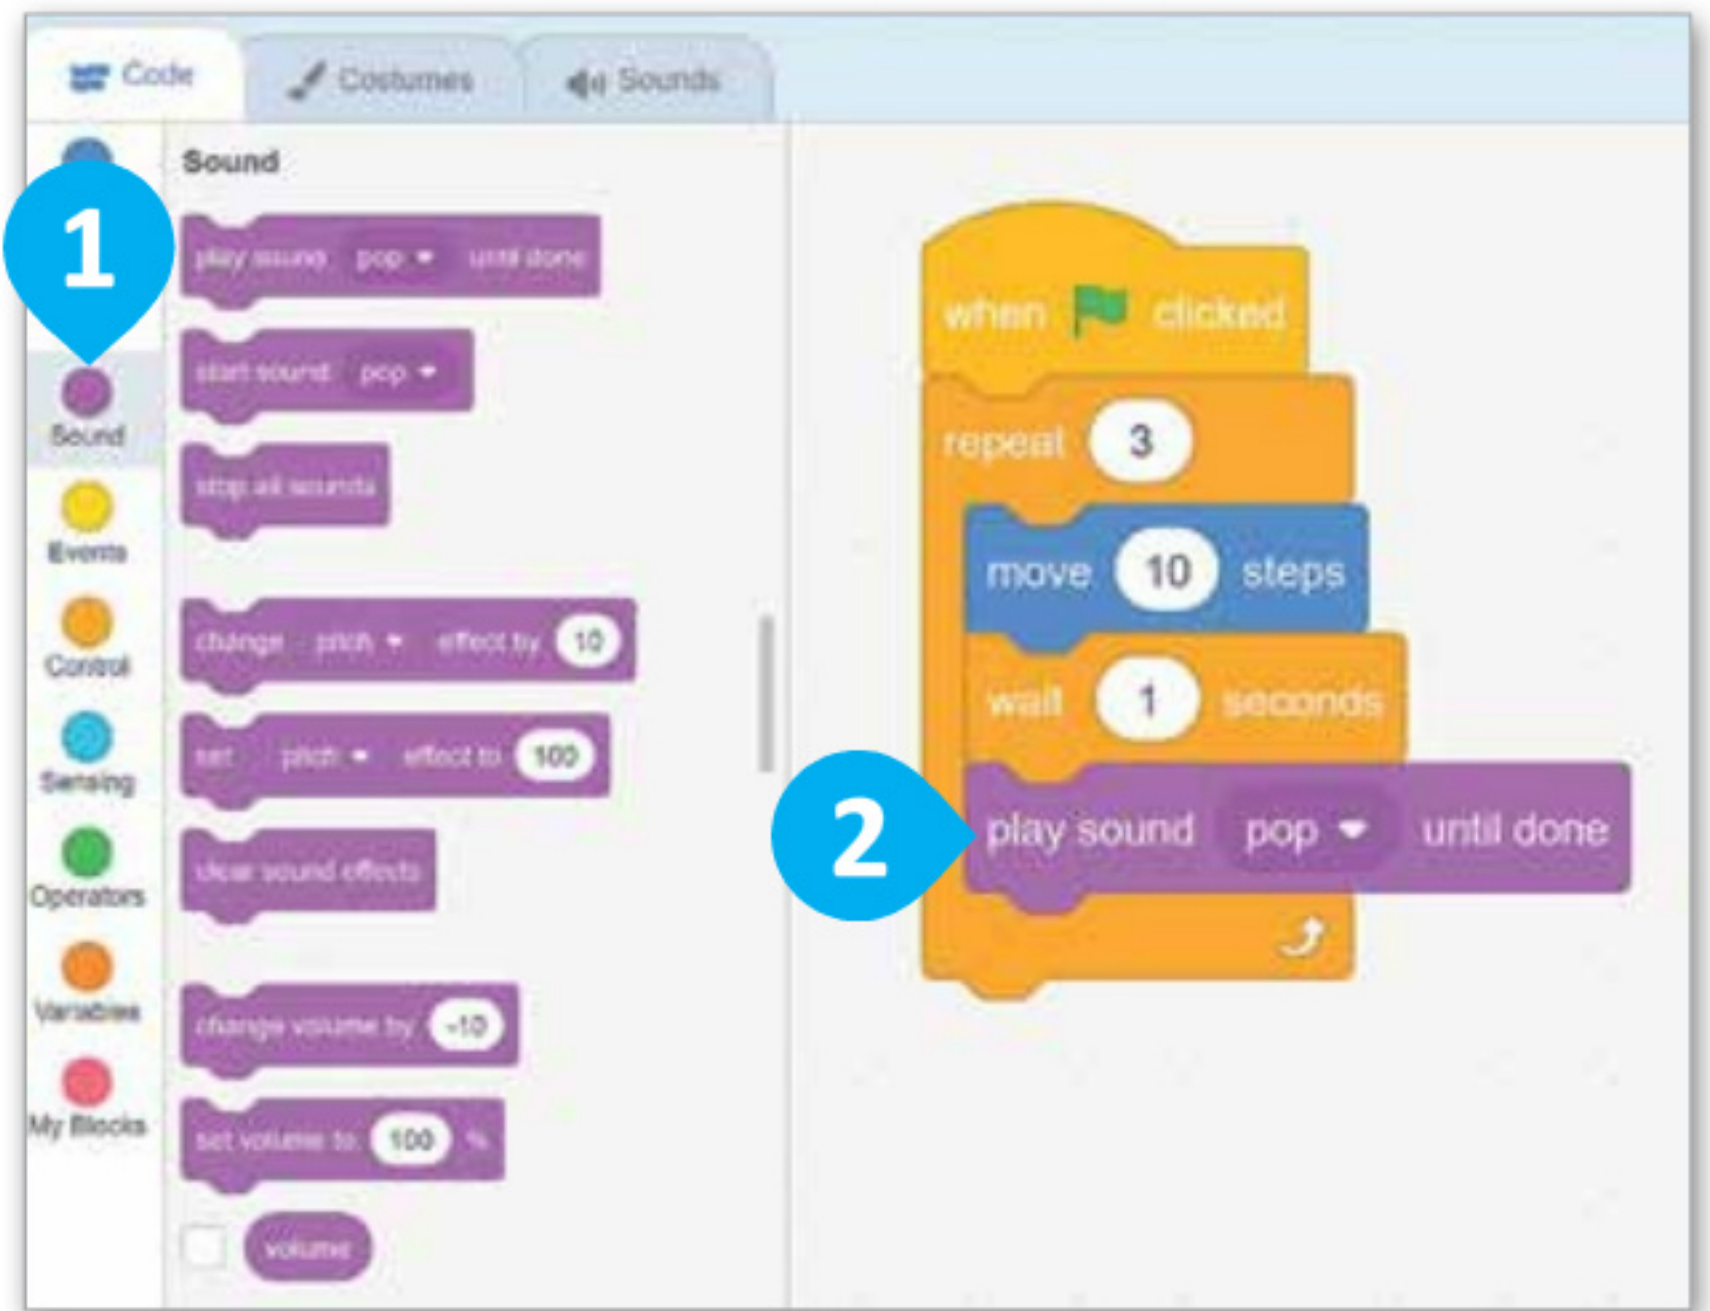 Code Costumes Sounds
1
Sound
Events
Control
Sensing
Operators
Variables
My Blocks
Sound
play sound pop until done
start sound pop
stop all sounds
change pitch effect by 10
set pitch effect to 100
clear sound effects
change volume by -10
set volume to 100 %
volume
when clicked
repeat 3
move 10 steps
wait 1 seconds
2
play sound pop until done